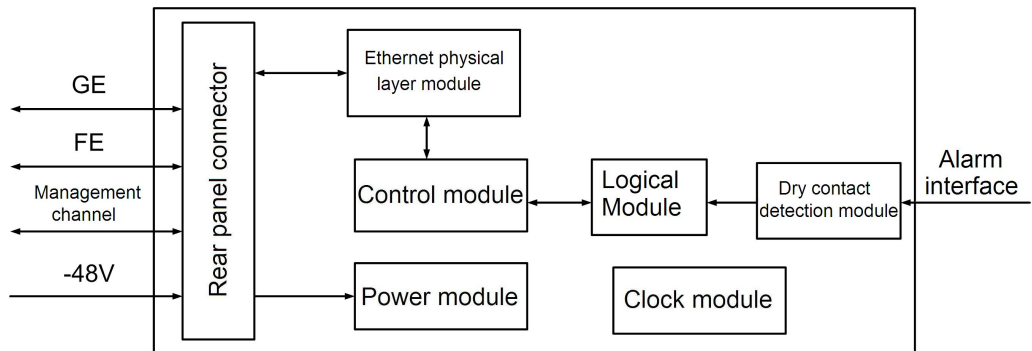 GE
FE
Management
channel
-48V
Rear panel connector
Ethernet physical
layer module
Control module
Logical
Module
Dry contact
detection module
Alarm
interface
Power module
Clock module